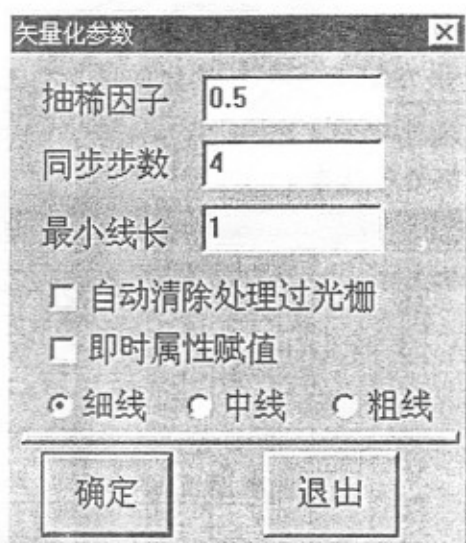 矢量化参数
抽稀因子 0.5
同步步数 4
最小线长 1
自动清除处理过光栅
即时属性赋值
细线 中线 粗线
确定 退出